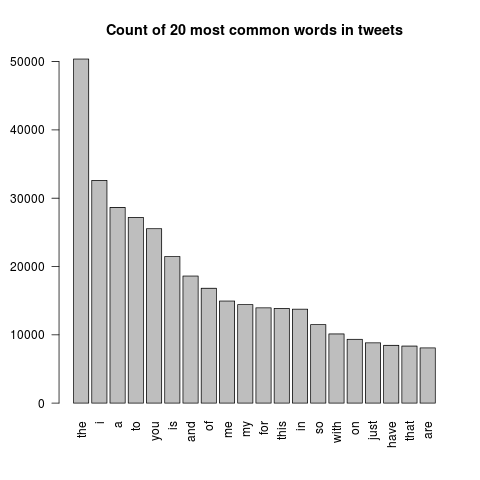 Count of 20 most common words in tweets
50000
40000
30000
20000
10000
0
the
i
a
to
you
is
and
of
me
my
for
this
in
so
with
on
just
have
that
are